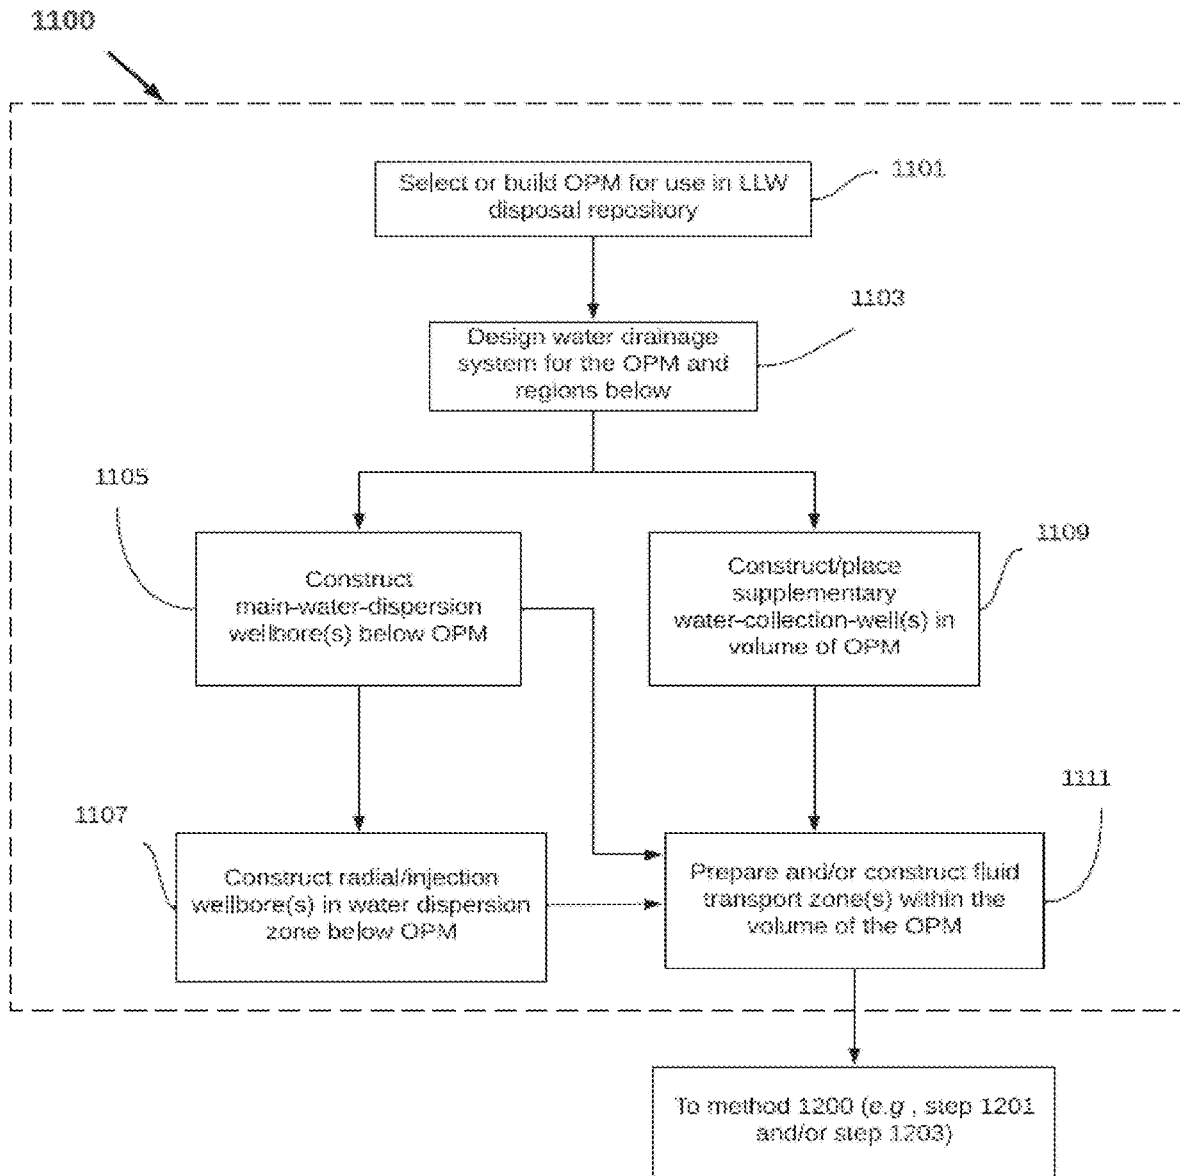 1100
Select or build OPM for use in LLW
disposal repository
1101
1103
Design water drainage
system for the OPM and
regions below
1105
Construct
main-water-dispersion
wellbore(s) below OPM
1109
Construct/place
supplementary
water-collection-well(s) in
volume of OPM
1107
Construct radial/injection
wellbore(s) in water dispersion
zone below OPM
1111
Prepare and/or construct fluid
transport zone(s) within the
volume of the OPM
To method 1200 (e.g , step 1201
and/or step 1203)